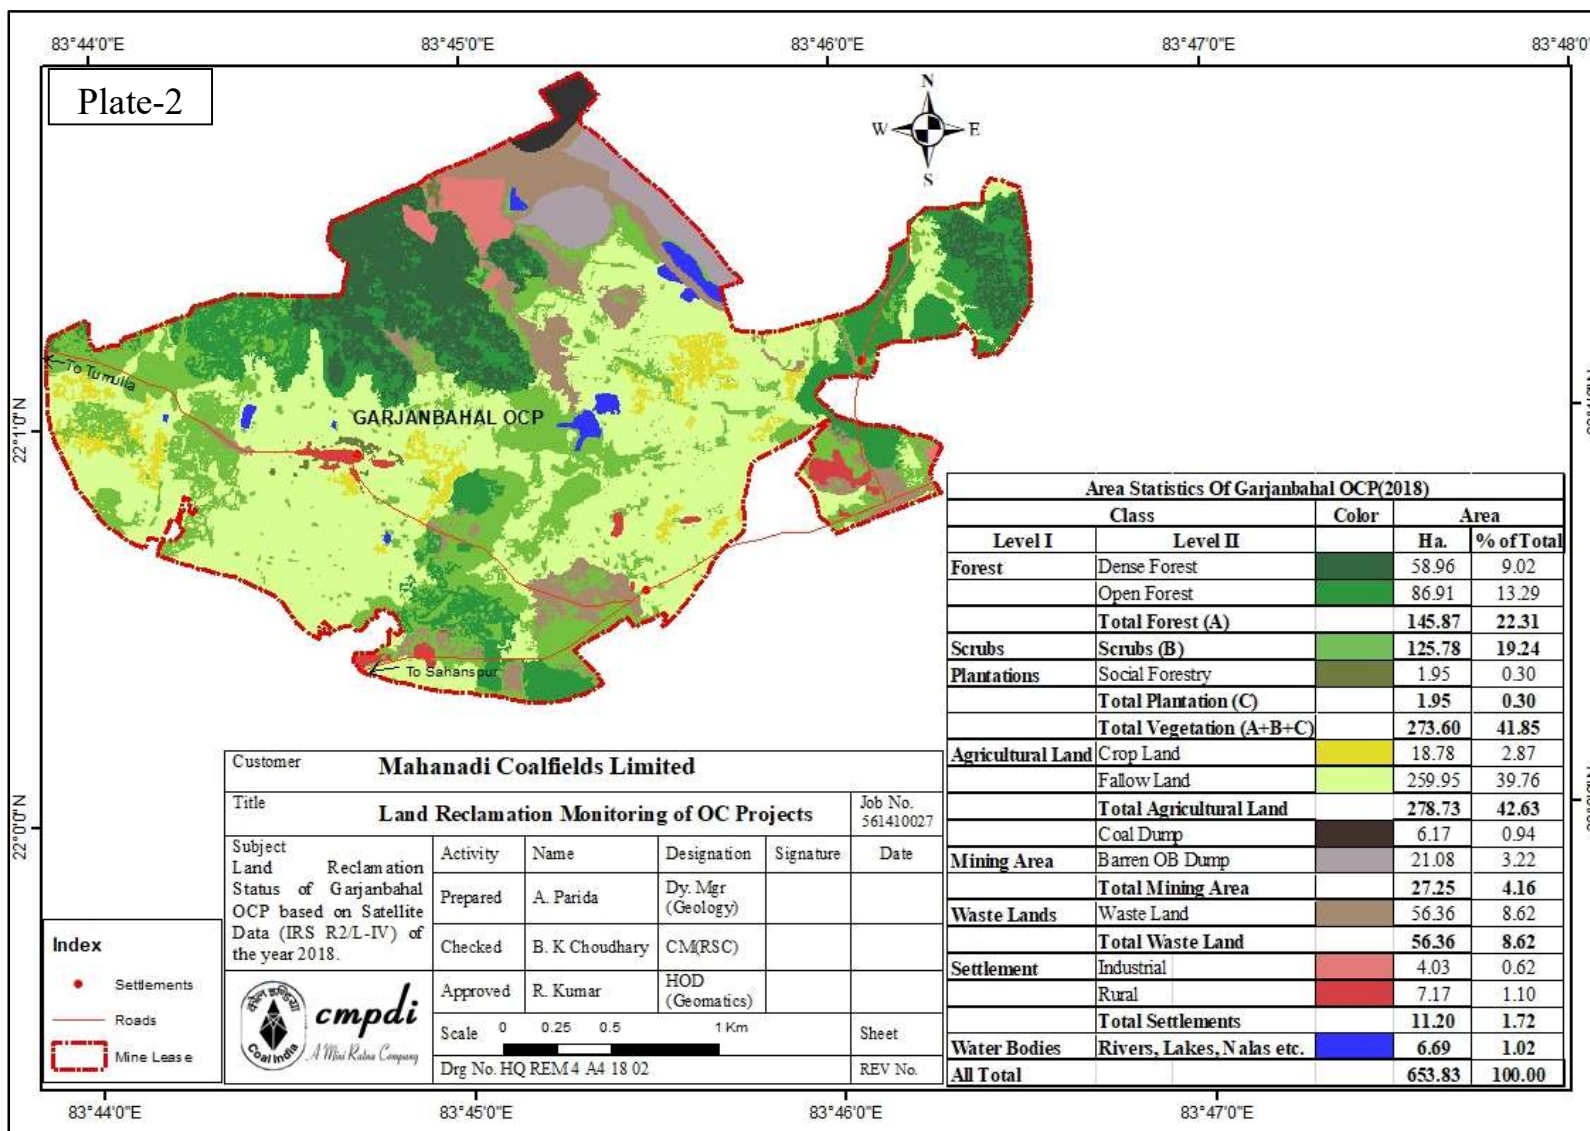 83°44'0"E 83°45'0"E 83°46'0"E 83°47'0"E 83°48'0"
Plate-2
N
W E
S
To Tumulia
GARJANBAHAL OCP
22°1'0"N
22°0'0"N
To Sahanspur
Area Statistics Of Garjanbahal OCP(2018)
Class Color Area
Level I Level II Ha. % of Total
Forest Dense Forest 58.96 9.02
Open Forest 86.91 13.29
Total Forest (A) 145.87 22.31
Scrubs Scrubs (B) 125.78 19.24
Plantations Social Forestry 1.95 0.30
Total Plantation (C) 1.95 0.30
Total Vegetation (A+B+C) 273.60 41.85
Agricultural Land Crop Land 18.78 2.87
Fallow Land 259.95 39.76
Total Agricultural Land 278.73 42.63
Coal Dump 6.17 0.94
Mining Area Barren OB Dump 21.08 3.22
Total Mining Area 27.25 4.16
Waste Lands Waste Land 56.36 8.62
Total Waste Land 56.36 8.62
Settlement Industrial 4.03 0.62
Rural 7.17 1.10
Total Settlements 11.20 1.72
Water Bodies Rivers, Lakes, Nalas etc. 6.69 1.02
All Total 653.83 100.00
Customer Mahanadi Coalfields Limited
Title Land Reclamation Monitoring of OC Projects
Job No.
561410027
Subject
Land Reclamation
Status of Garjanbahal
OCP based on Satellite
Data (IRS R2/L-IV) of
the year 2018.
Activity Name Designation Signature Date
Prepared A. Parida Dy. Mgr
(Geology)
Checked B. K Choudhary CM(RSC)
Approved R. Kumar HOD
(Geomatics)
Scale 0 0.25 0.5 1 Km Sheet
Drg No. HQ REM 4 A4 18 02 REV No.
कोल इण्डिया
Coal India
cmpdi
A Mini Ratna Company
Index
Settlements
Roads
Mine Lease
83°44'0"E 83°45'0"E 83°46'0"E 83°47'0"E